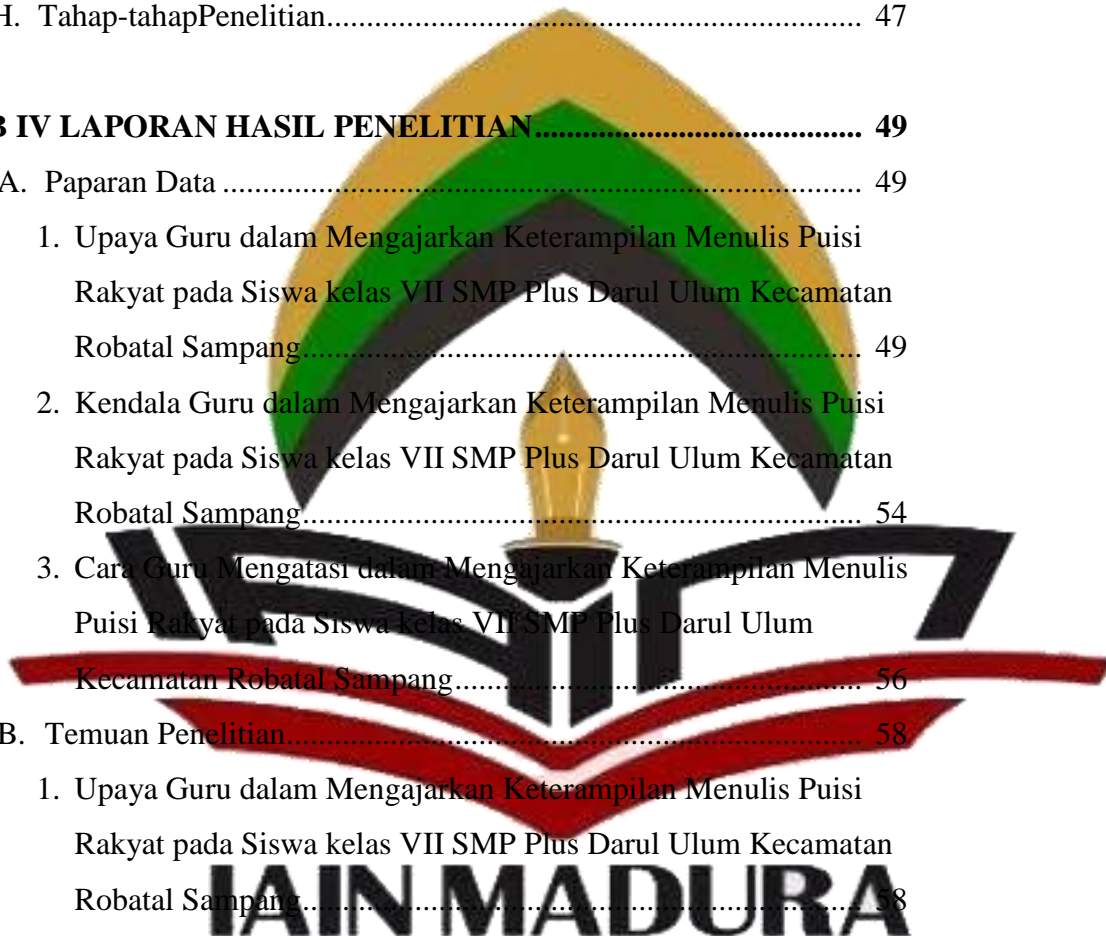 H. Tahap-tahapPenelitian.................................................................................. 47
B IV LAPORAN HASIL PENELITIAN....................................... 49
A. Paparan Data .................................................................................. 49
1. Upaya Guru dalam Mengajarkan Keterampilan Menulis Puisi
Rakyat pada Siswa kelas VII SMP Plus Darul Ulum Kecamatan
Robatal Sampang....................................................................... 49
2. Kendala Guru dalam Mengajarkan Keterampilan Menulis Puisi
Rakyat pada Siswa kelas VII SMP Plus Darul Ulum Kecamatan
Robatal Sampang....................................................................... 54
3. Cara Guru Mengatasi dalam Mengajarkan Keterampilan Menulis
Puisi Rakyat pada Siswa kelas VII SMP Plus Darul Ulum
Kecamatan Robatal Sampang.................................................... 56
B. Temuan Penelitian......................................................................... 58
1. Upaya Guru dalam Mengajarkan Keterampilan Menulis Puisi
Rakyat pada Siswa kelas VII SMP Plus Darul Ulum Kecamatan
Robatal Sampang....................................................................... 58
IAIN MADURA